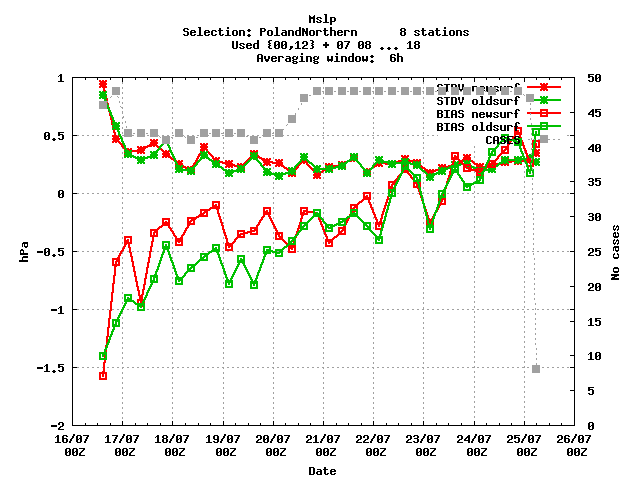 Mslp
Selection: PolandNorthern 8 stations
Used {00,12} + 07 08 ... 18
Averaging window: 6h
STDV newsurf
STDV oldsurf
BIAS newsurf
BIAS oldsurf
CASES
1
0.5
0
-0.5
-1
-1.5
-2
hPa
50
45
40
35
30
25
20
15
10
5
0
No cases
16/07 17/07 18/07 19/07 20/07 21/07 22/07 23/07 24/07 25/07 26/07
00Z 00Z 00Z 00Z 00Z 00Z 00Z 00Z 00Z 00Z 00Z
Date